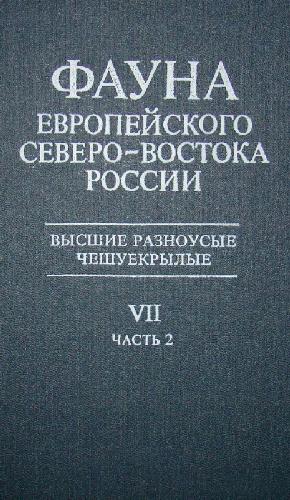 ФАУНА
ЕВРОПЕЙСКОГО
СЕВЕРО-ВОСТОКА
РОССИИ
ВЫСШИЕ РАЗНОУСЫЕ
ЧЕШУЕКРЫЛЫЕ
VII
ЧАСТЬ 2